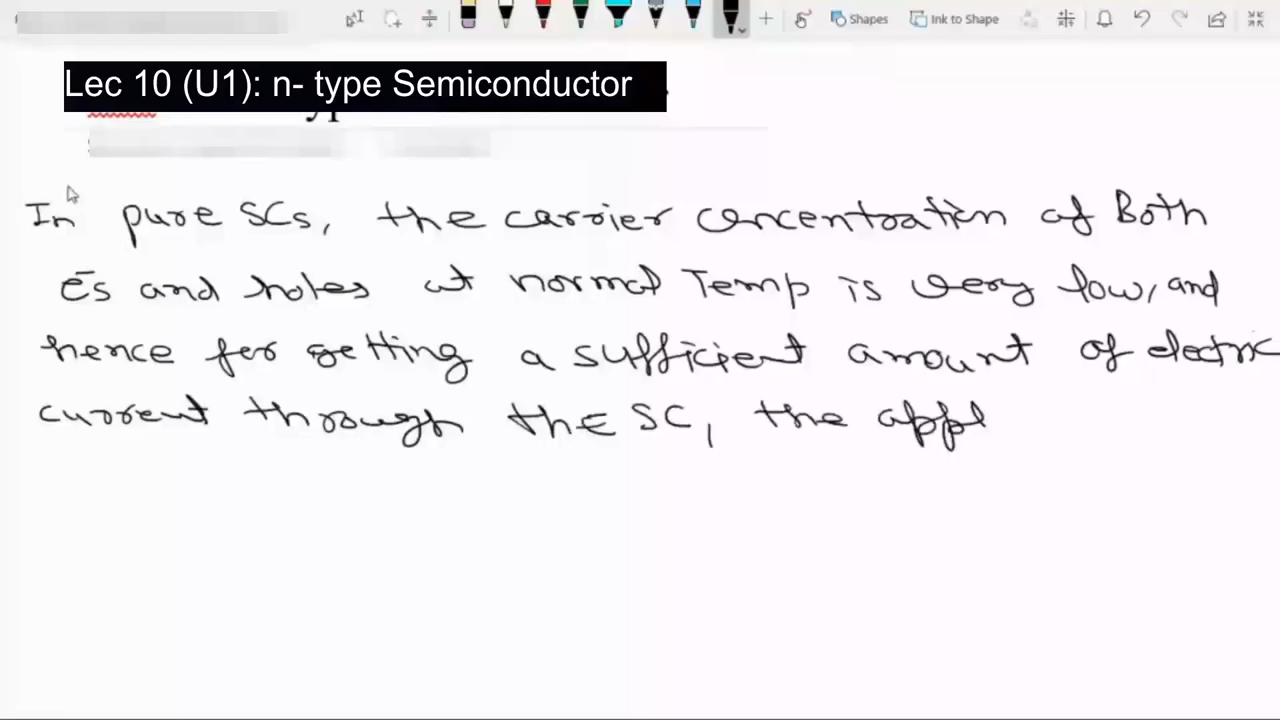 Shapes
Ink to Shape
Lec 10 (U1): n- type Semiconductor
In pure SCs, the carrier concentration of Both
ēs and holes at normal Temp is very low, and
hence for getting a sufficient amount of electric
current through the SC, the appl